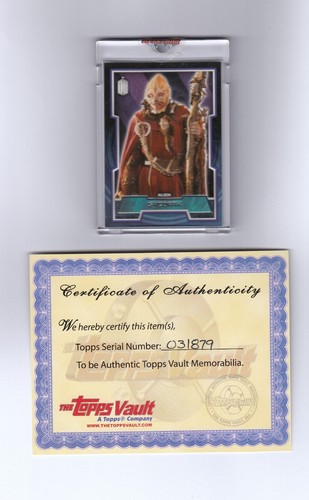 Certificate of Authenticity
We hereby certify this item(s),
Topps Serial Number: 031879
To be Authentic Topps Vault Memorabilia.
THE Topps Vault
A Topps® Company
WWW.THETOPPSVAULT.COM